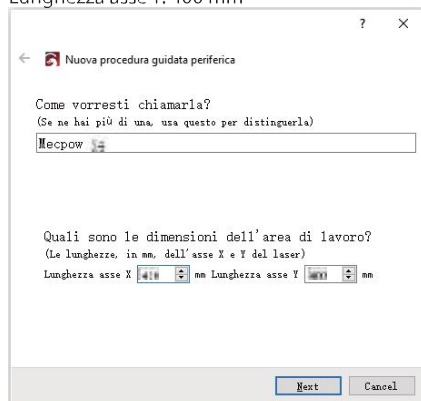 Lunghezza asse Y: 400 mm
? ×
← Nuova procedura guidata periferica
Come vorresti chiamarla?
(Se ne hai più di una, usa questo per distinguerla)
Mecpow
Quali sono le dimensioni dell'area di lavoro?
(Le lunghezze, in mm, dell'asse X e Y del laser)
Lunghezza asse X mm Lunghezza asse Y mm
Next Cancel